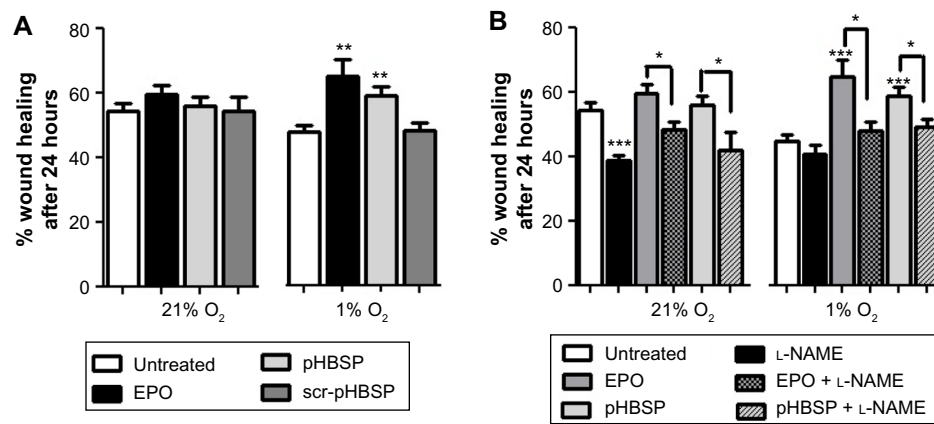 A
% wound healing
after 24 hours
80
60
40
20
0
**
**
21% O₂
1% O₂
Untreated
EPO
pHBSP
scr-pHBSP
B
% wound healing
after 24 hours
80
60
40
20
0
***
*
*
***
*
***
*
21% O₂
1% O₂
Untreated
EPO
pHBSP
L-NAME
EPO + L-NAME
pHBSP + L-NAME